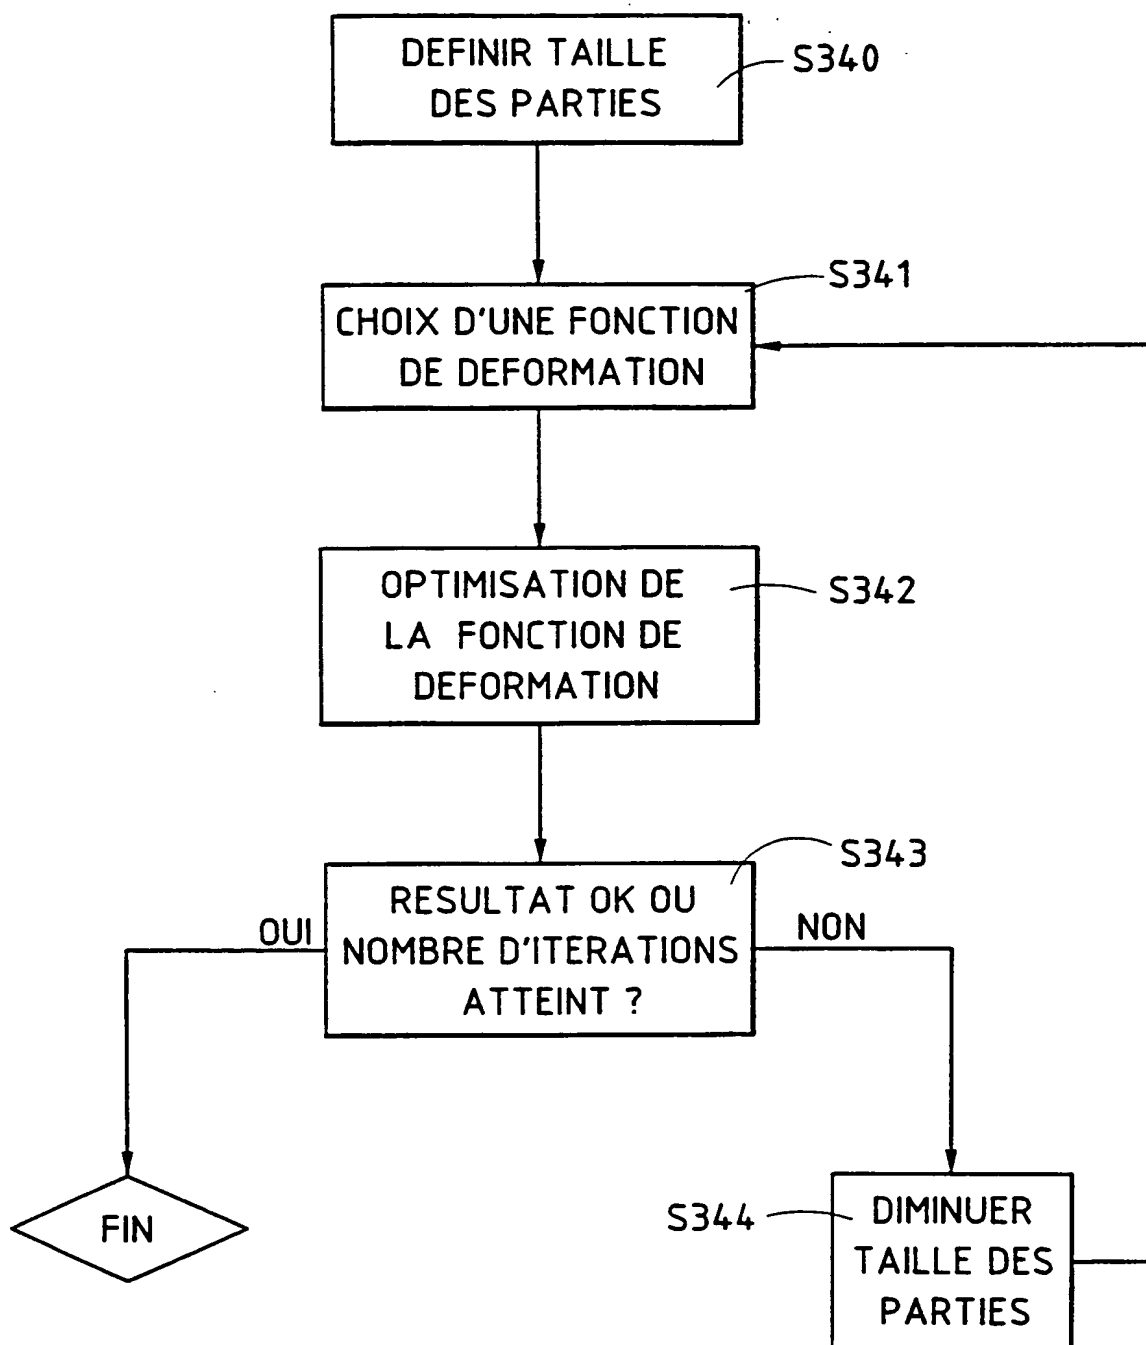 DEFINIR TAILLE
DES PARTIES
S340
S341
CHOIX D'UNE FONCTION
DE DEFORMATION
OPTIMISATION DE
LA FONCTION DE
DEFORMATION
S342
S343
RESULTAT OK OU
NOMBRE D'ITERATIONS
ATTEINT ?
OUI
NON
FIN
S344
DIMINUER
TAILLE DES
PARTIES